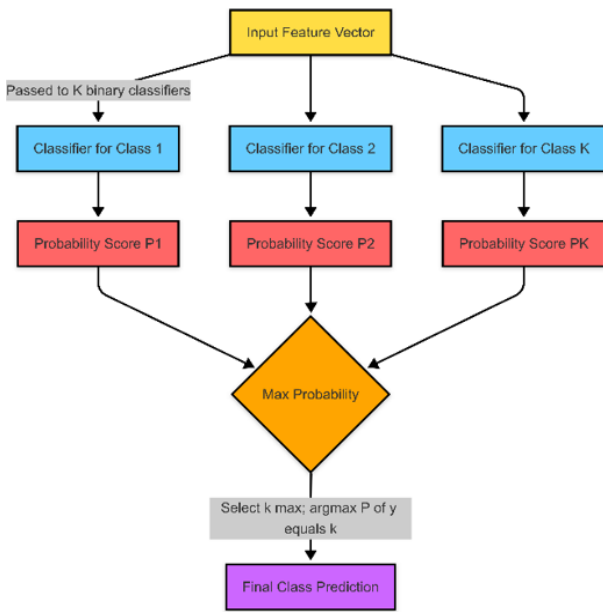 Input Feature Vector
Passed to K binary classifiers
Classifier for Class 1
Classifier for Class 2
Classifier for Class K
Probability Score P1
Probability Score P2
Probability Score PK
Max Probability
Select k max; argmax P of y
equals k
Final Class Prediction